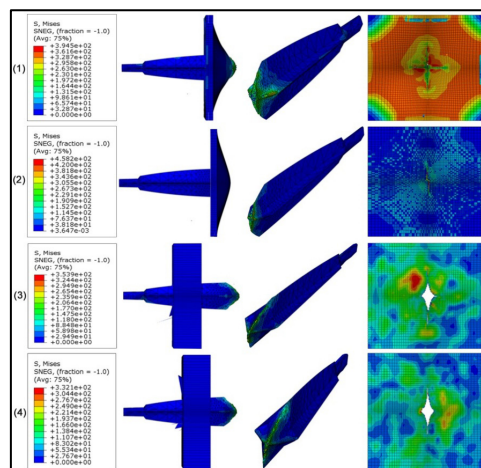 (1)
S, Mises
SNEG, (fraction = -1.0)
(Avg: 75%)
+3.945e+02
+3.616e+02
+3.287e+02
+2.958e+02
+2.630e+02
+2.301e+02
+1.972e+02
+1.644e+02
+1.315e+02
+9.861e+01
+6.574e+01
+3.287e+01
+0.000e+00
(2)
S, Mises
SNEG, (fraction = -1.0)
(Avg: 75%)
+4.582e+02
+4.200e+02
+3.818e+02
+3.436e+02
+3.055e+02
+2.673e+02
+2.291e+02
+1.909e+02
+1.527e+02
+1.145e+02
+7.637e+01
+3.818e+01
+3.647e-03
(3)
S, Mises
SNEG, (fraction = -1.0)
(Avg: 75%)
+3.539e+02
+3.244e+02
+2.949e+02
+2.654e+02
+2.359e+02
+2.064e+02
+1.770e+02
+1.475e+02
+1.180e+02
+8.848e+01
+5.898e+01
+2.949e+01
+0.000e+00
(4)
S, Mises
SNEG, (fraction = -1.0)
(Avg: 75%)
+3.321e+02
+3.044e+02
+2.767e+02
+2.490e+02
+2.214e+02
+1.937e+02
+1.660e+02
+1.384e+02
+1.107e+02
+8.302e+01
+5.534e+01
+2.767e+01
+0.000e+00